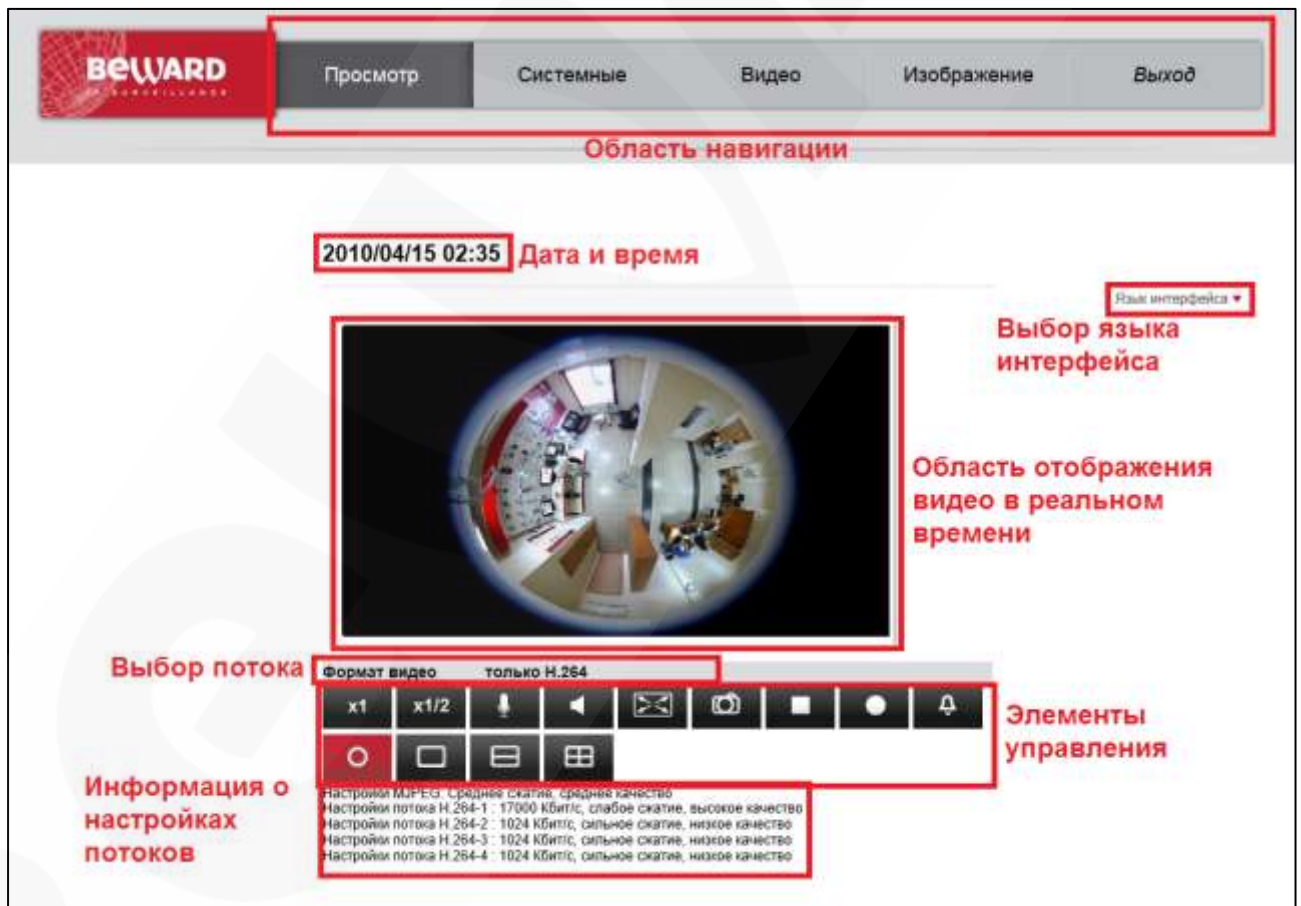 BEWARD
IP SURVEILLANCE
Просмотр Системные Видео Изображение Выход
Область навигации
2010/04/15 02:35 Дата и время
Язык интерфейса
Выбор языка
интерфейса
Область отображения
видео в реальном
времени
Выбор потока Формат видео только H.264
x1 x1/2
Элементы
управления
Информация о
настройках
потоков
Настройки MJPEG: Среднее сжатие, среднее качество
Настройки потока H.264-1 : 17000 Кбит/с, слабое сжатие, высокое качество
Настройки потока H.264-2 : 1024 Кбит/с, сильное сжатие, низкое качество
Настройки потока H.264-3 : 1024 Кбит/с, сильное сжатие, низкое качество
Настройки потока H.264-4 : 1024 Кбит/с, сильное сжатие, низкое качество